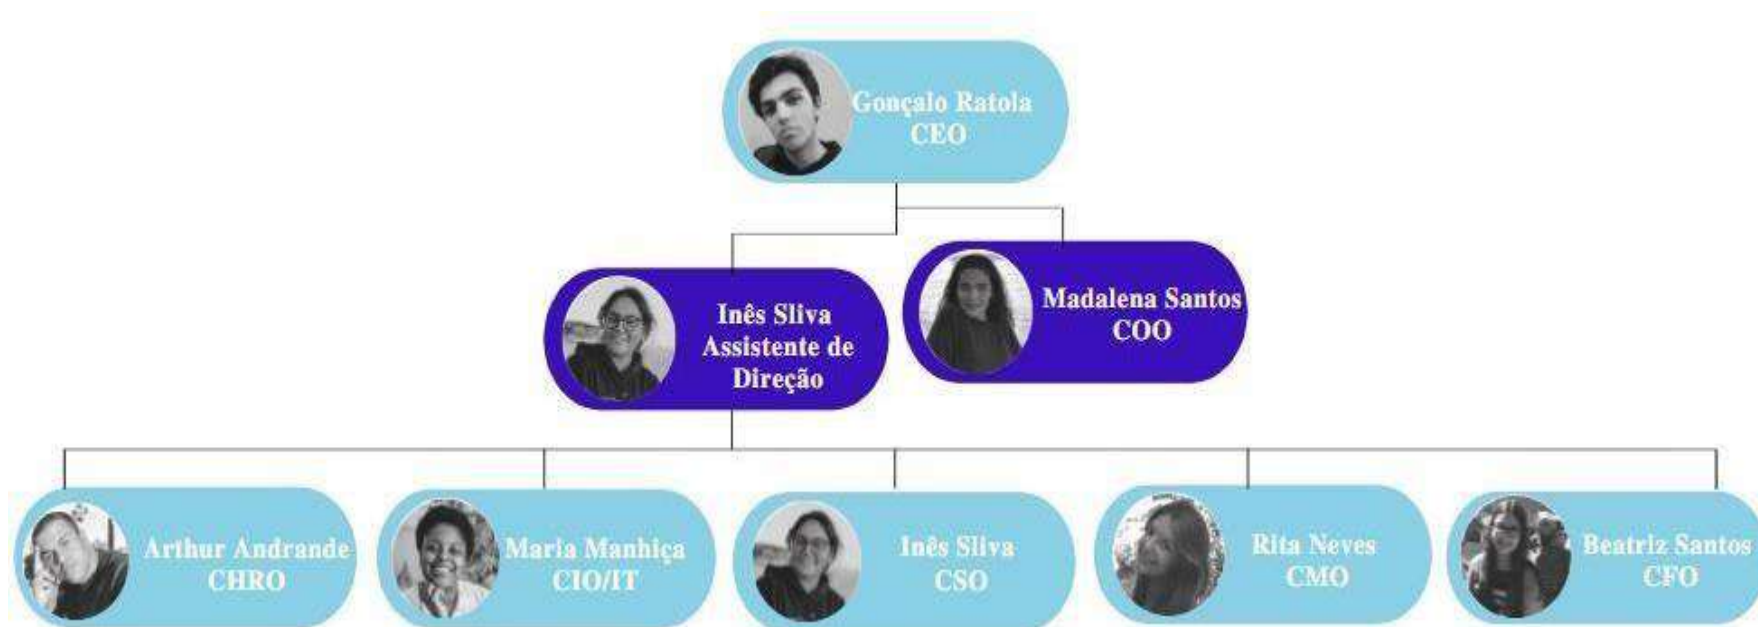 Gonçalo Ratola
CEO
Inês Sliva
Assistente de
Direção
Madalena Santos
COO
Arthur Andrande
CHRO
Maria Manhiça
CIO/IT
Inês Sliva
CSO
Rita Neves
CMO
Beatriz Santos
CFO